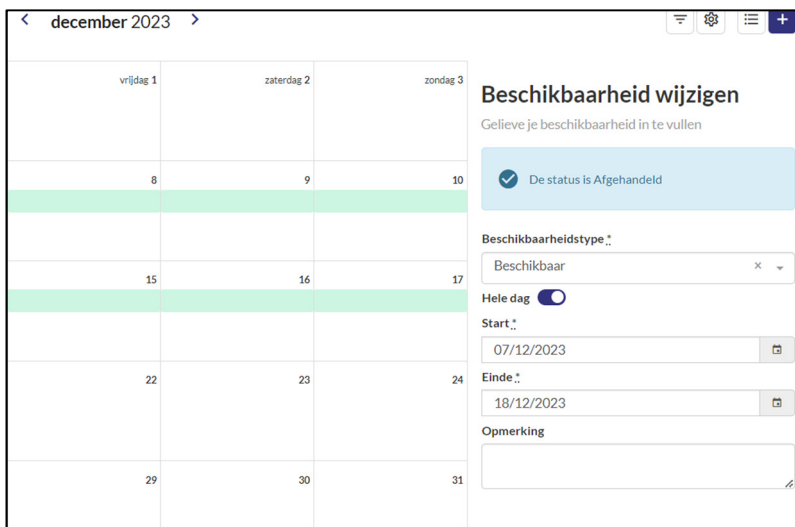 december 2023
vrijdag 1
zaterdag 2
zondag 3
8
9
10
15
16
17
22
23
24
29
30
31
Beschikbaarheid wijzigen
Gelieve je beschikbaarheid in te vullen
De status is Afgehandeld
Beschikbaarheidstype *
Beschikbaar
Hele dag
Start *
07/12/2023
Einde *
18/12/2023
Opmerking